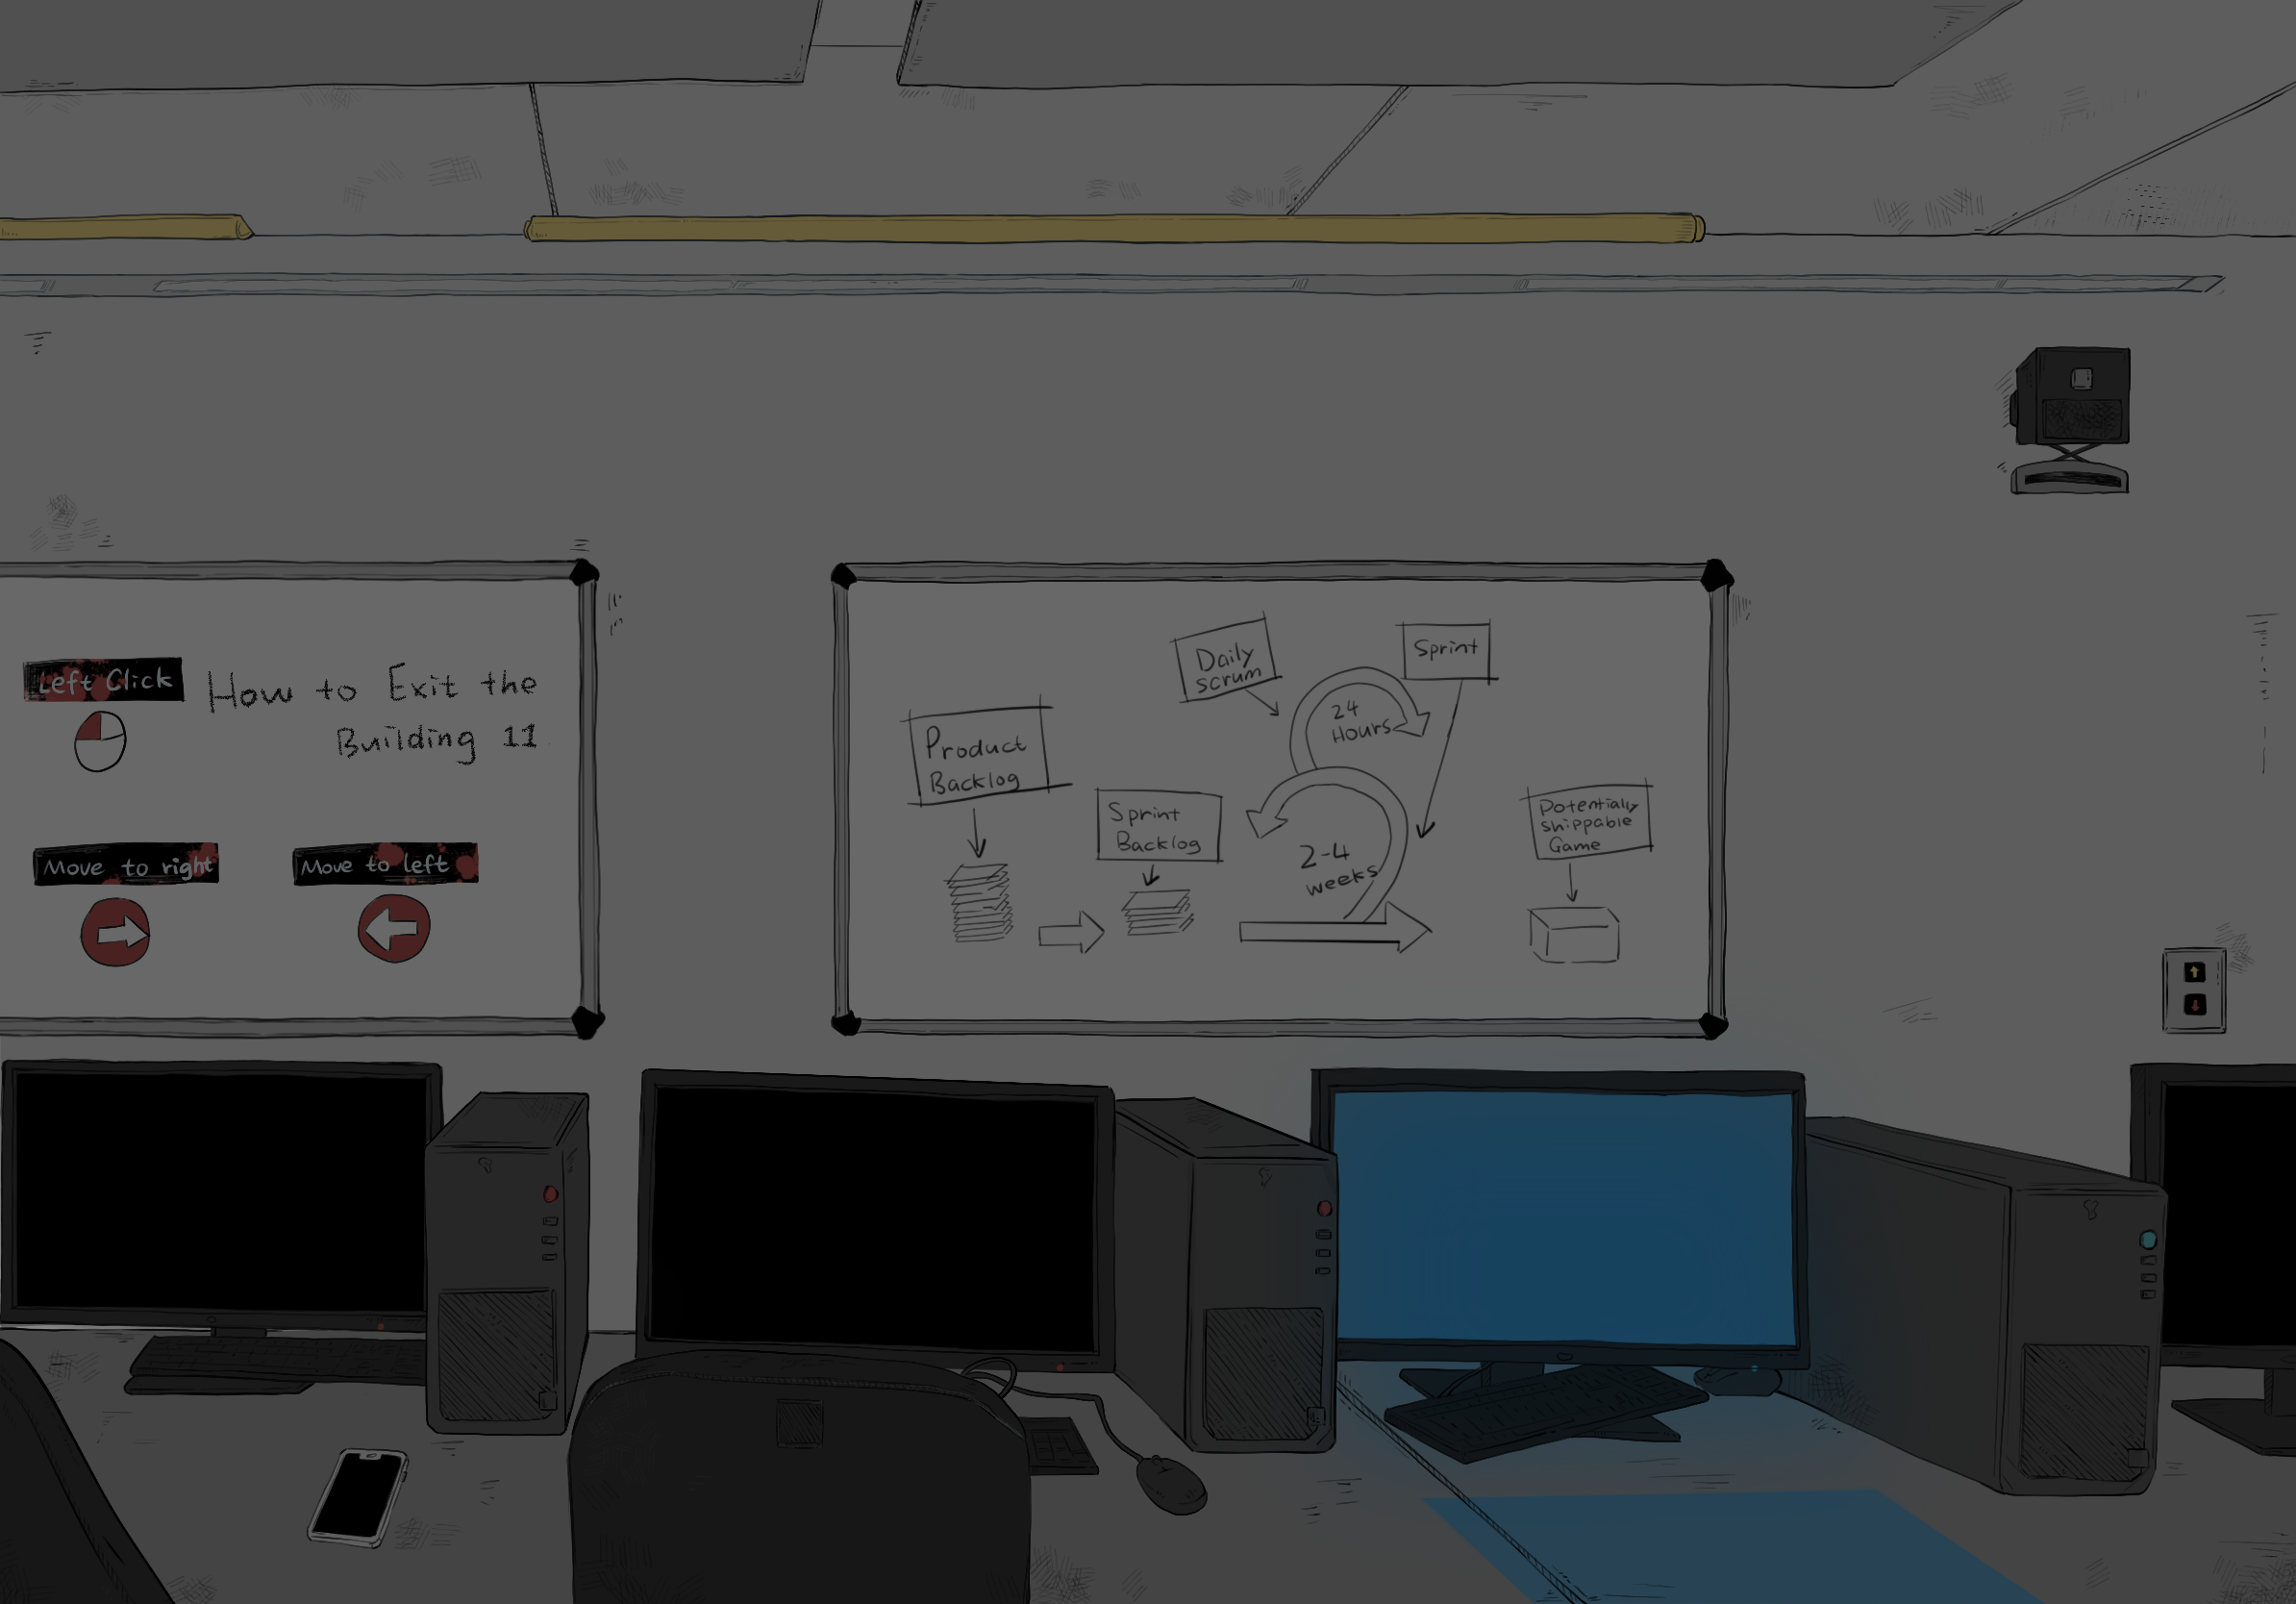 Left Click
How to Exit the
Building 11
Move to right
Move to left
Daily
scrum
Sprint
24
Hours
Product
Backlog
Sprint
Backlog
2-4
weeks
Potentially
shippable
Game